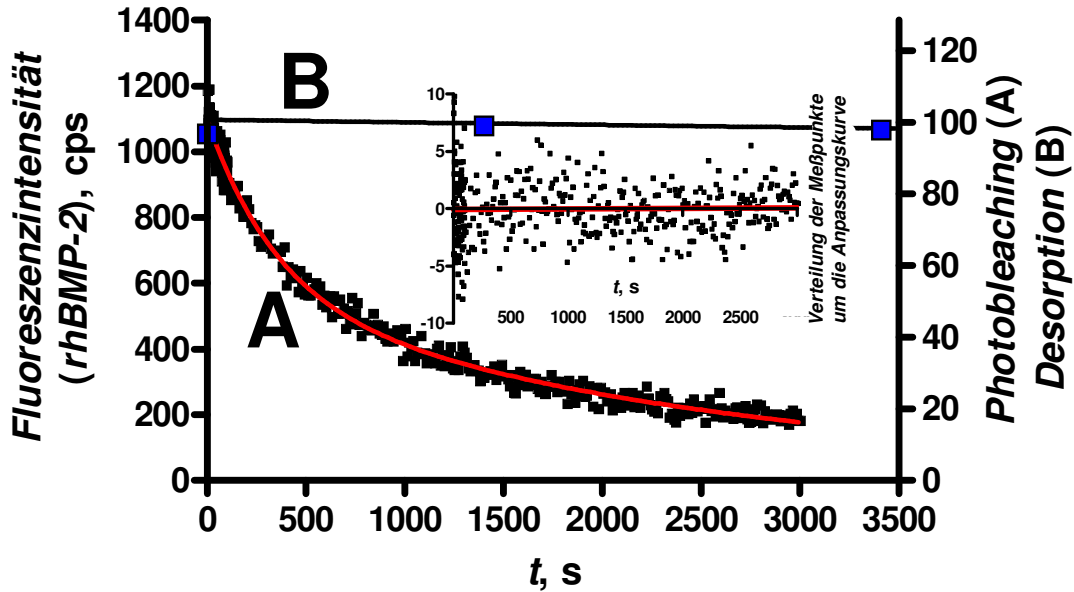 Fluoreszenzintensität
(rhBMP-2), cps
1400
1200
1000
800
600
400
200
0
B
A
10
5
0
-5
-10
t, s
500 1000 1500 2000 2500
Verteilung der Meßpunkte
um die Anpassungskurve
120
100
80
60
40
20
0
Photobleaching (A)
Desorption (B)
0 500 1000 1500 2000 2500 3000 3500
t, s